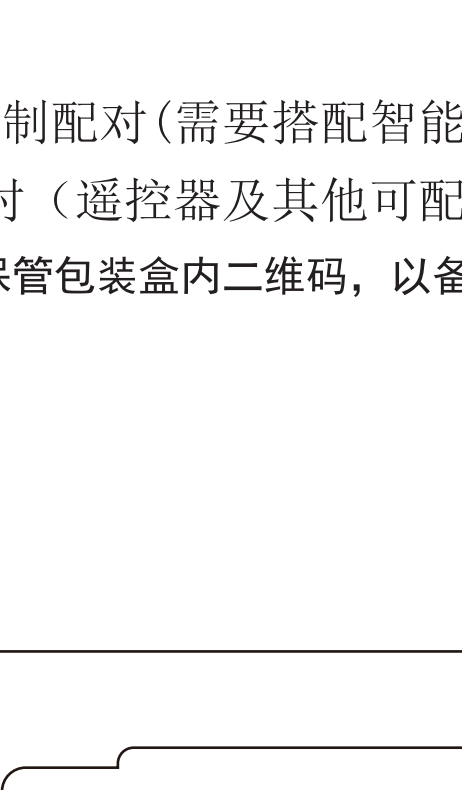 制配对(需要搭配智能
对（遥控器及其他可配
保管包装盒内二维码，以备